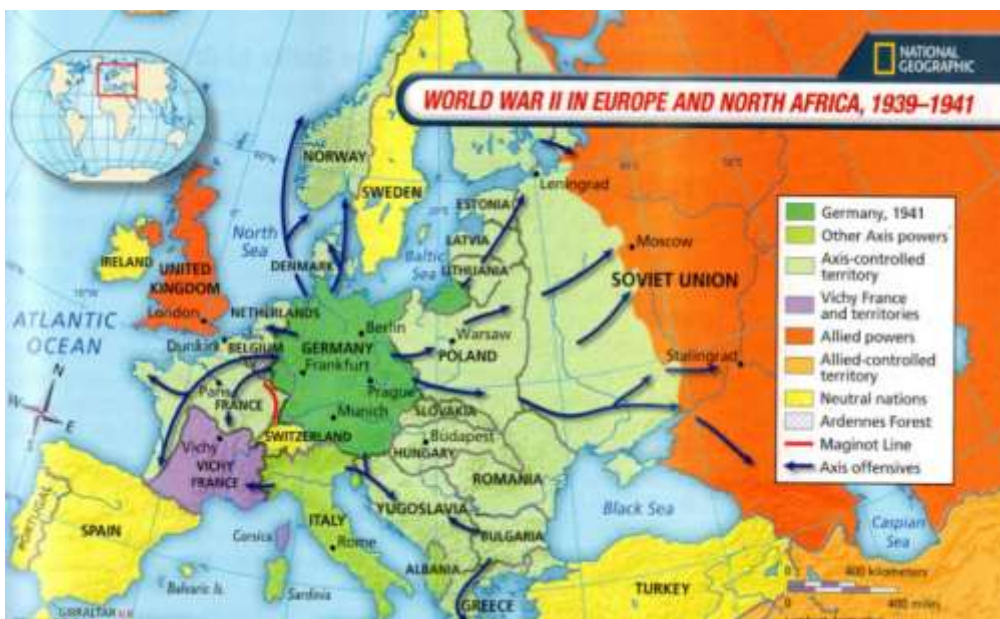 NATIONAL
GEOGRAPHIC
WORLD WAR II IN EUROPE AND NORTH AFRICA, 1939–1941
NORWAY
SWEDEN
Leningrad
ESTONIA
Moscow
North
Sea
LATVIA
Baltic
Sea
DENMARK
LITHUANIA
SOVIET UNION
IRELAND
UNITED
KINGDOM
London
NETHERLANDS
Berlin
Warsaw
ATLANTIC
OCEAN
Dunkirk
BELGIUM
GERMANY
POLAND
Stalingrad
Frankfurt
Prague
Paris
FRANCE
Munich
SLOVAKIA
N
W
E
S
Vichy
SWITZERLAND
Budapest
HUNGARY
VICHY
FRANCE
ROMANIA
PORTUGAL
SPAIN
ITALY
YUGOSLAVIA
Black Sea
Caspian
Sea
Corsica
Rome
BULGARIA
ALBANIA
Balearic Is.
Sardinia
GREECE
TURKEY
GIBRALTAR U.K.
Germany, 1941
Other Axis powers
Axis-controlled
territory
Vichy France
and territories
Allied powers
Allied-controlled
territory
Neutral nations
Ardennes Forest
Maginot Line
Axis offensives
0
400 kilometers
0
400 miles